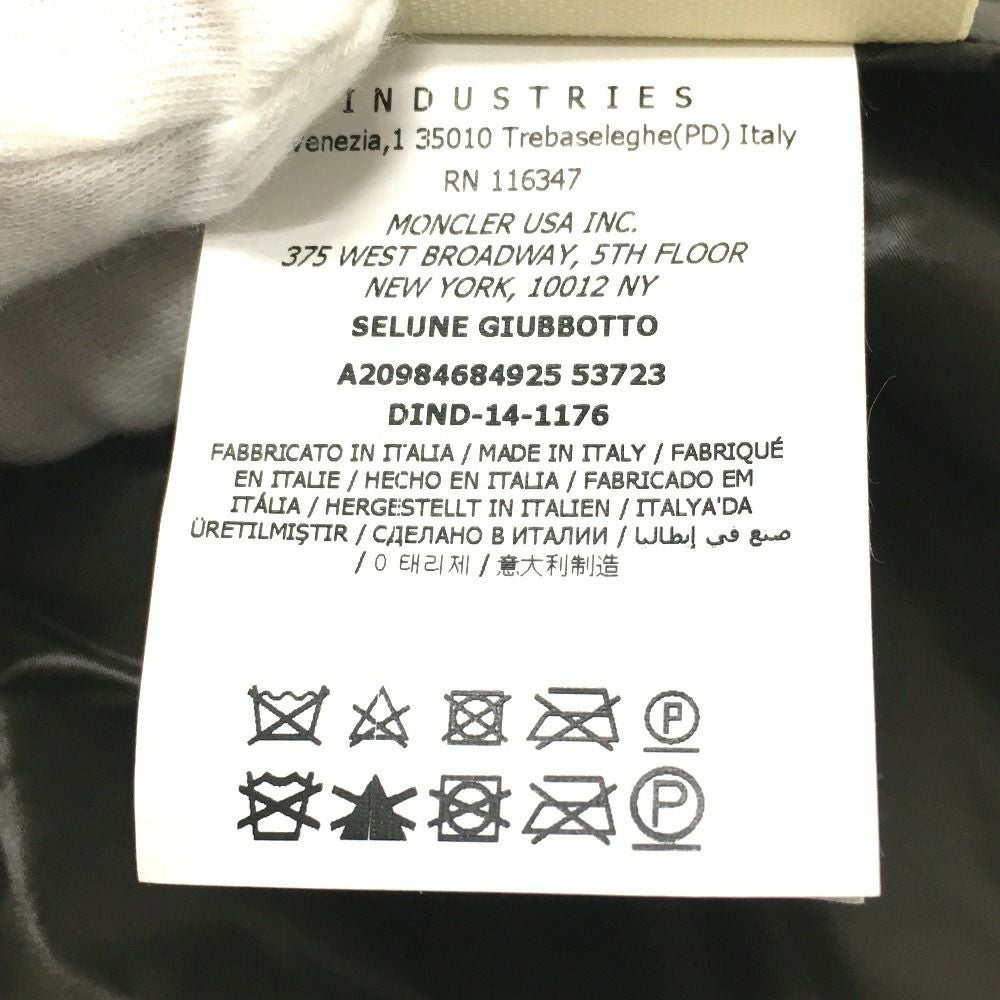 INDUSTRIES
venezia,1 35010 Trebaseleghe(PD) Italy
RN 116347
MONCLER USA INC.
375 WEST BROADWAY, 5TH FLOOR
NEW YORK, 10012 NY
SELIJNE GIUBBOTTO
A20984684925 53723
DIND-14-1176
FABBRICATO IN ITALIA / MADE IN ITALY / FABRIQUÉ
EN ITALIE / HECHO EN ITALIA / FABRICADO EM
ITÁLIA / HERGESTELLT IN ITALIEN / ITALYA'DA
ÜRETILMIŞTIR / СДЕЛАНО В ИТАЛИИ / صنع في إيطاليا
/ 이태리제 / 意大利制造
P
P